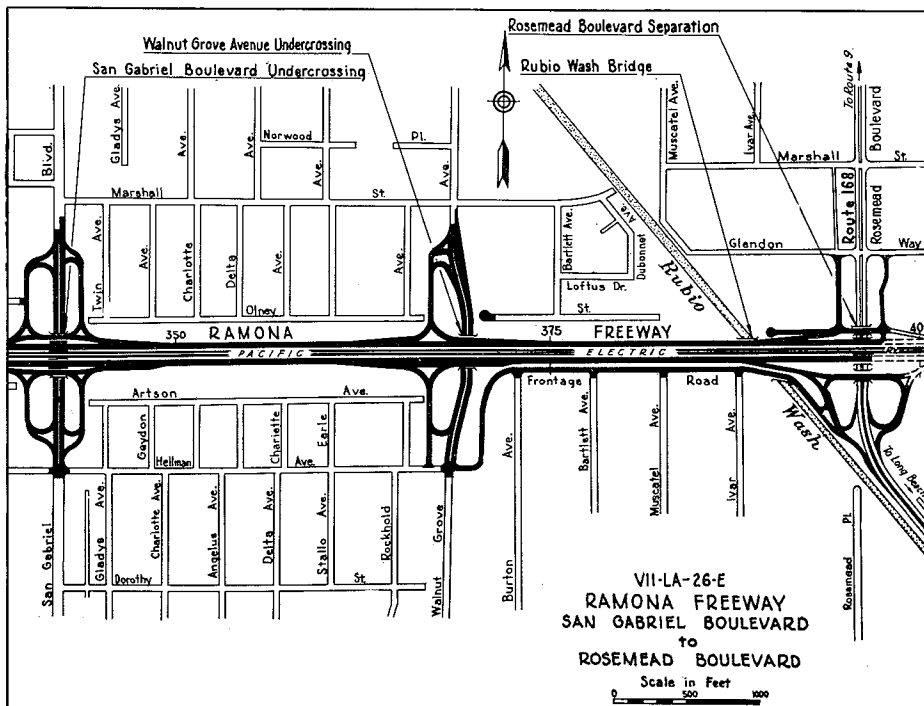 Rosemead Boulevard Separation
Walnut Grove Avenue Undercrossing
San Gabriel Boulevard Undercrossing
Rubio Wash Bridge
To Route 9.
Blvd.
Gladys Ave.
Ave.
Ave.
Norwood
Pl.
Ave.
Ave.
Muscatel Ave.
Ivar Ave.
Boulevard
Marshall St.
Marshall St.
Route 168
Rosemead
Twin Ave.
Ave.
Charlotte Ave.
Delta Ave.
Olney
Ave.
Bartlett Ave.
Ave.
Dubonnet
Loftus Dr.
St.
Glendon Way
Rubio
350
RAMONA
375
FREEWAY
40
PACIFIC
ELECTRIC
Artson Ave.
Frontage Road
Gaydon
Hellman Ave.
Chariette
Earle
Wash
To Long Beach
San Gabriel
Gladys Ave.
Charlotte Ave.
Angelus Ave.
Delta Ave.
Stallo Ave.
Rockhold
Walnut Grove
Burton Ave.
Bartlett Ave.
Muscatel Ave.
Ivar Ave.
Rosemead Pl.
Dorothy St.
VII-LA-26-E
RAMONA FREEWAY
SAN GABRIEL BOULEVARD
to
ROSEMEAD BOULEVARD
Scale in Feet
0 500 1000